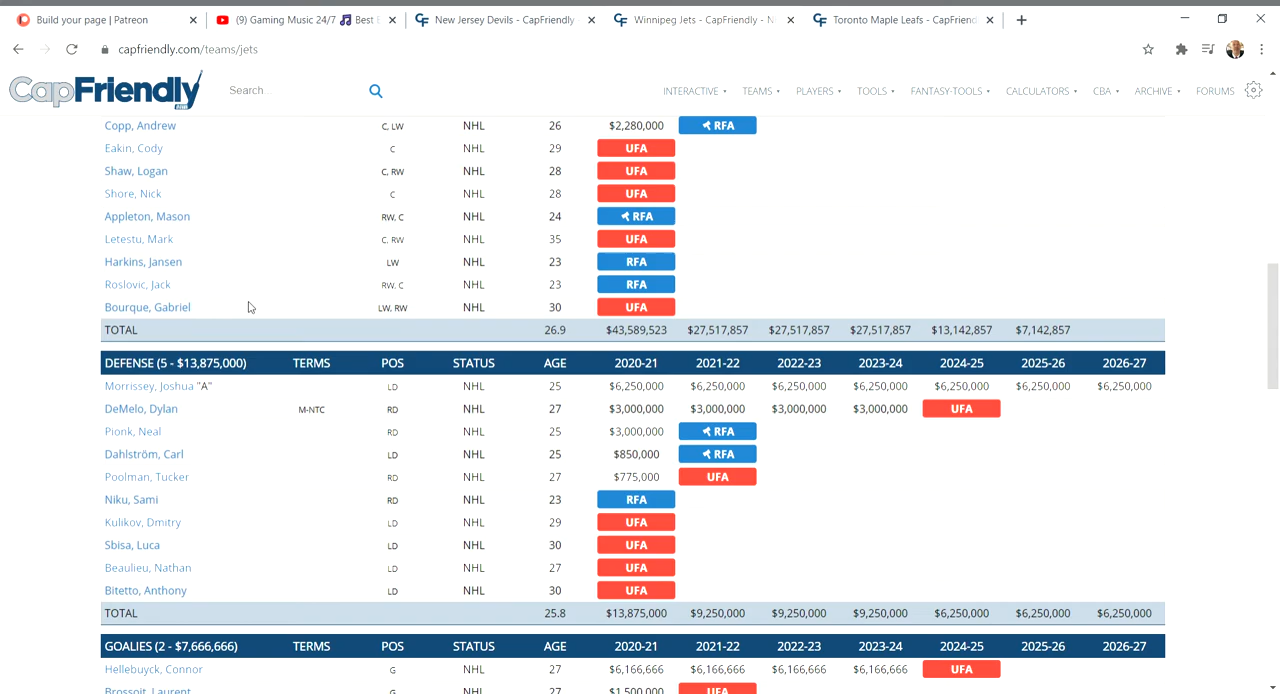 Build your page | Patreon
(9) Gaming Music 24/7 🎵 Best E
New Jersey Devils - CapFriendly
Winnipeg Jets - CapFriendly - N
Toronto Maple Leafs - CapFriend
capfriendly.com/teams/jets
CapFriendly
Search...
INTERACTIVE TEAMS PLAYERS TOOLS FANTASY-TOOLS CALCULATORS CBA ARCHIVE FORUMS
Copp, Andrew C, LW NHL 26 $2,280,000 RFA
Eakin, Cody C NHL 29 UFA
Shaw, Logan C, RW NHL 28 UFA
Shore, Nick C NHL 28 UFA
Appleton, Mason RW, C NHL 24 RFA
Letestu, Mark C, RW NHL 35 UFA
Harkins, Jansen LW NHL 23 RFA
Roslovic, Jack RW, C NHL 23 RFA
Bourque, Gabriel LW, RW NHL 30 UFA
TOTAL 26.9 $43,589,523 $27,517,857 $27,517,857 $27,517,857 $13,142,857 $7,142,857
DEFENSE (5 - $13,875,000) TERMS POS STATUS AGE 2020-21 2021-22 2022-23 2023-24 2024-25 2025-26 2026-27
Morrissey, Joshua "A" LD NHL 25 $6,250,000 $6,250,000 $6,250,000 $6,250,000 $6,250,000 $6,250,000 $6,250,000
DeMelo, Dylan M-NTC RD NHL 27 $3,000,000 $3,000,000 $3,000,000 $3,000,000 UFA
Pionk, Neal RD NHL 25 $3,000,000 RFA
Dahlström, Carl LD NHL 25 $850,000 RFA
Poolman, Tucker RD NHL 27 $775,000 UFA
Niku, Sami RD NHL 23 RFA
Kulikov, Dmitry LD NHL 29 UFA
Sbisa, Luca LD NHL 30 UFA
Beaulieu, Nathan LD NHL 27 UFA
Bitetto, Anthony LD NHL 30 UFA
TOTAL 25.8 $13,875,000 $9,250,000 $9,250,000 $9,250,000 $6,250,000 $6,250,000 $6,250,000
GOALIES (2 - $7,666,666) TERMS POS STATUS AGE 2020-21 2021-22 2022-23 2023-24 2024-25 2025-26 2026-27
Hellebuyck, Connor G NHL 27 $6,166,666 $6,166,666 $6,166,666 $6,166,666 UFA
Brossoit, Laurent G NHL 27 $1,500,000 UFA